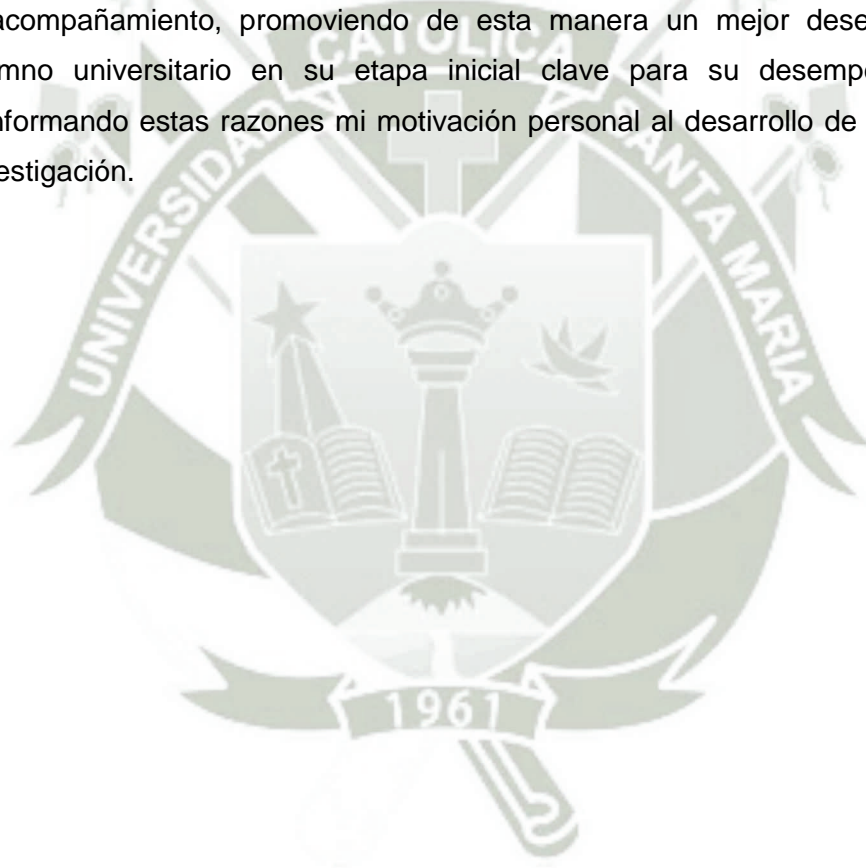 acompañamiento, promoviendo de esta manera un mejor dese
mno universitario en su etapa inicial clave para su desemp
nformando estas razones mi motivación personal al desarrollo de
estigación.
UNIVERSIDAD CATOLICA SANTA MARIA
1961